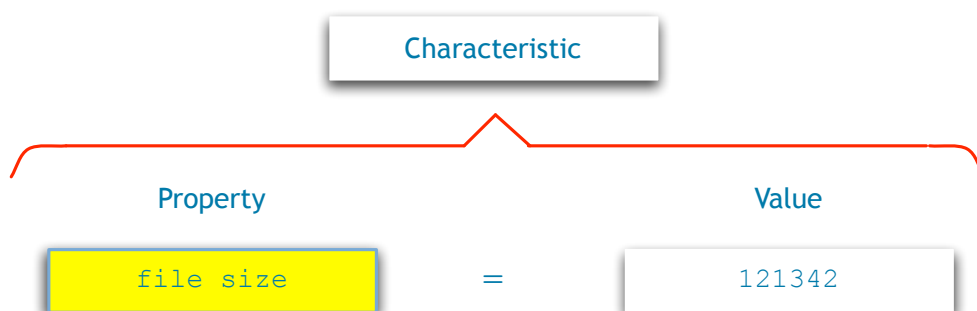 Characteristic
Property Value
file size = 121342